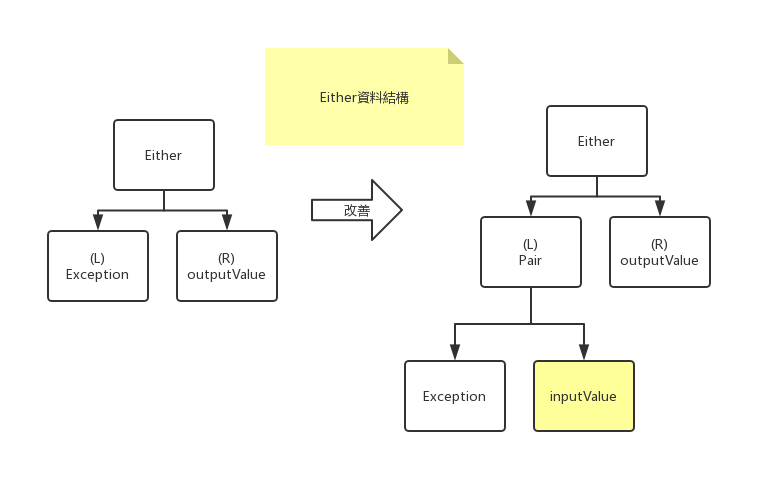 Either資料結構
Either
(L)
Exception
(R)
outputValue
改善
Either
(L)
Pair
(R)
outputValue
Exception
inputValue